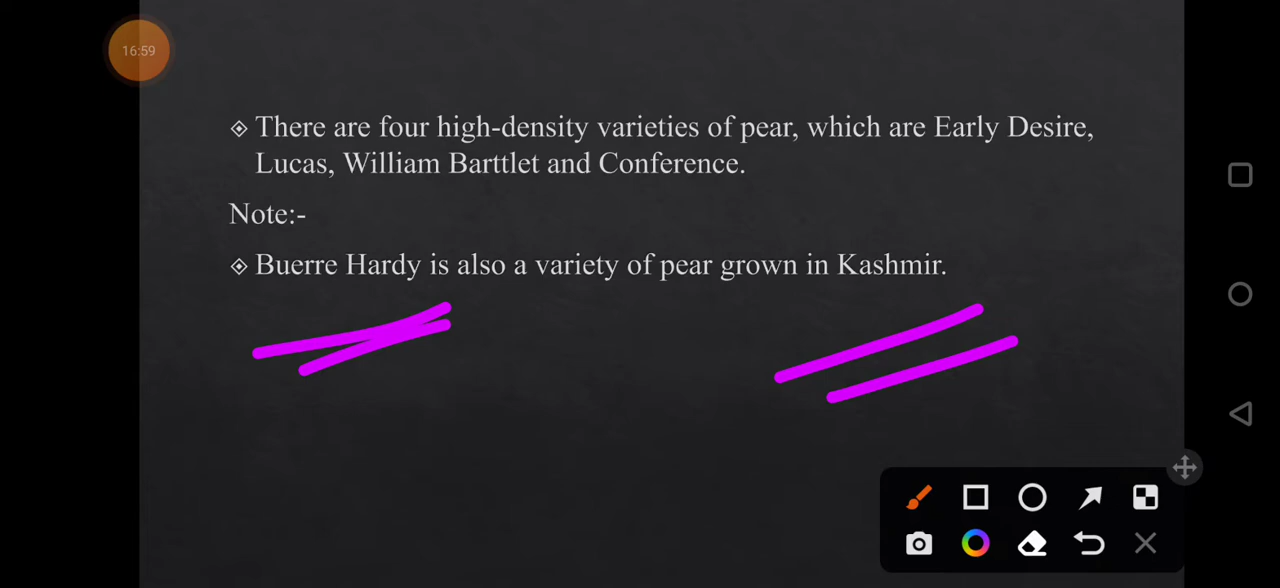 16:59
There are four high-density varieties of pear, which are Early Desire,
Lucas, William Barttlet and Conference.
Note:-
Buerre Hardy is also a variety of pear grown in Kashmir.